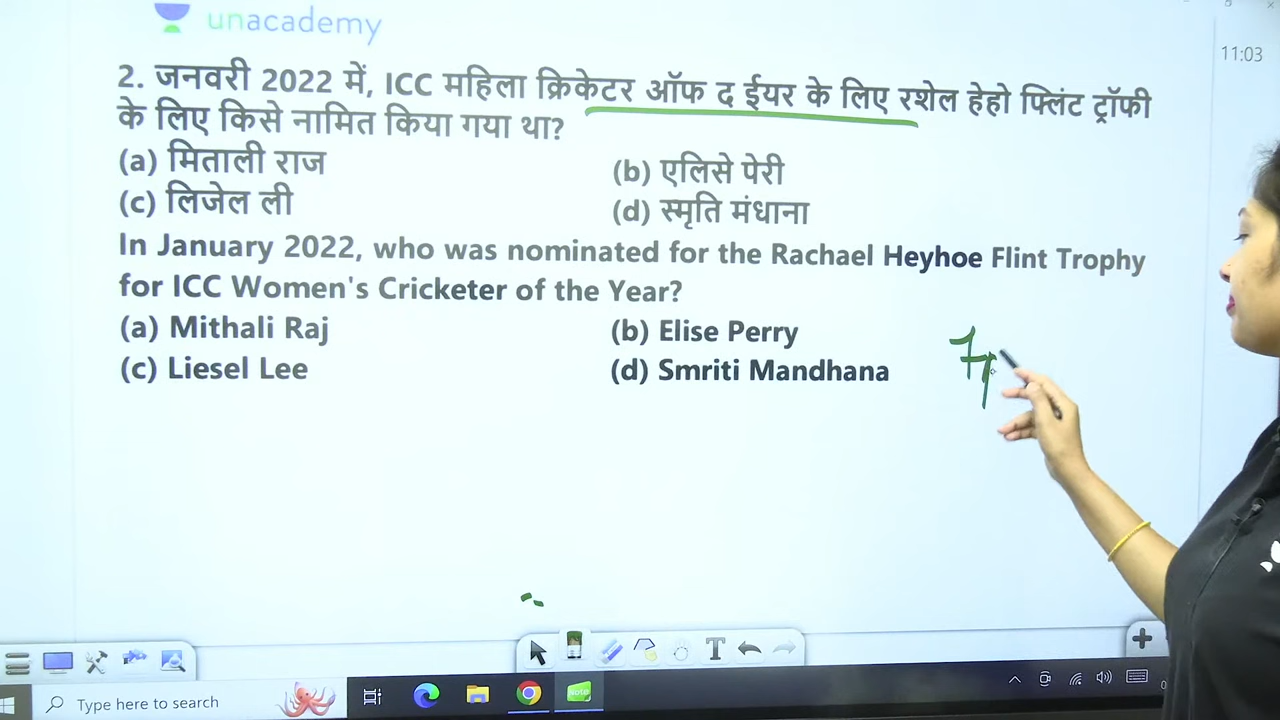 unacademy
11:03
2. जनवरी 2022 में, ICC महिला क्रिकेटर ऑफ द ईयर के लिए रशेल हेहो फ्लिंट ट्रॉफी
के लिए किसे नामित किया गया था?
(a) मिताली राज (b) एलिसे पेरी
(c) लिजेल ली (d) स्मृति मंधाना
In January 2022, who was nominated for the Rachael Heyhoe Flint Trophy
for ICC Women's Cricketer of the Year?
(a) Mithali Raj (b) Elise Perry
(c) Liesel Lee (d) Smriti Mandhana
T
Type here to search